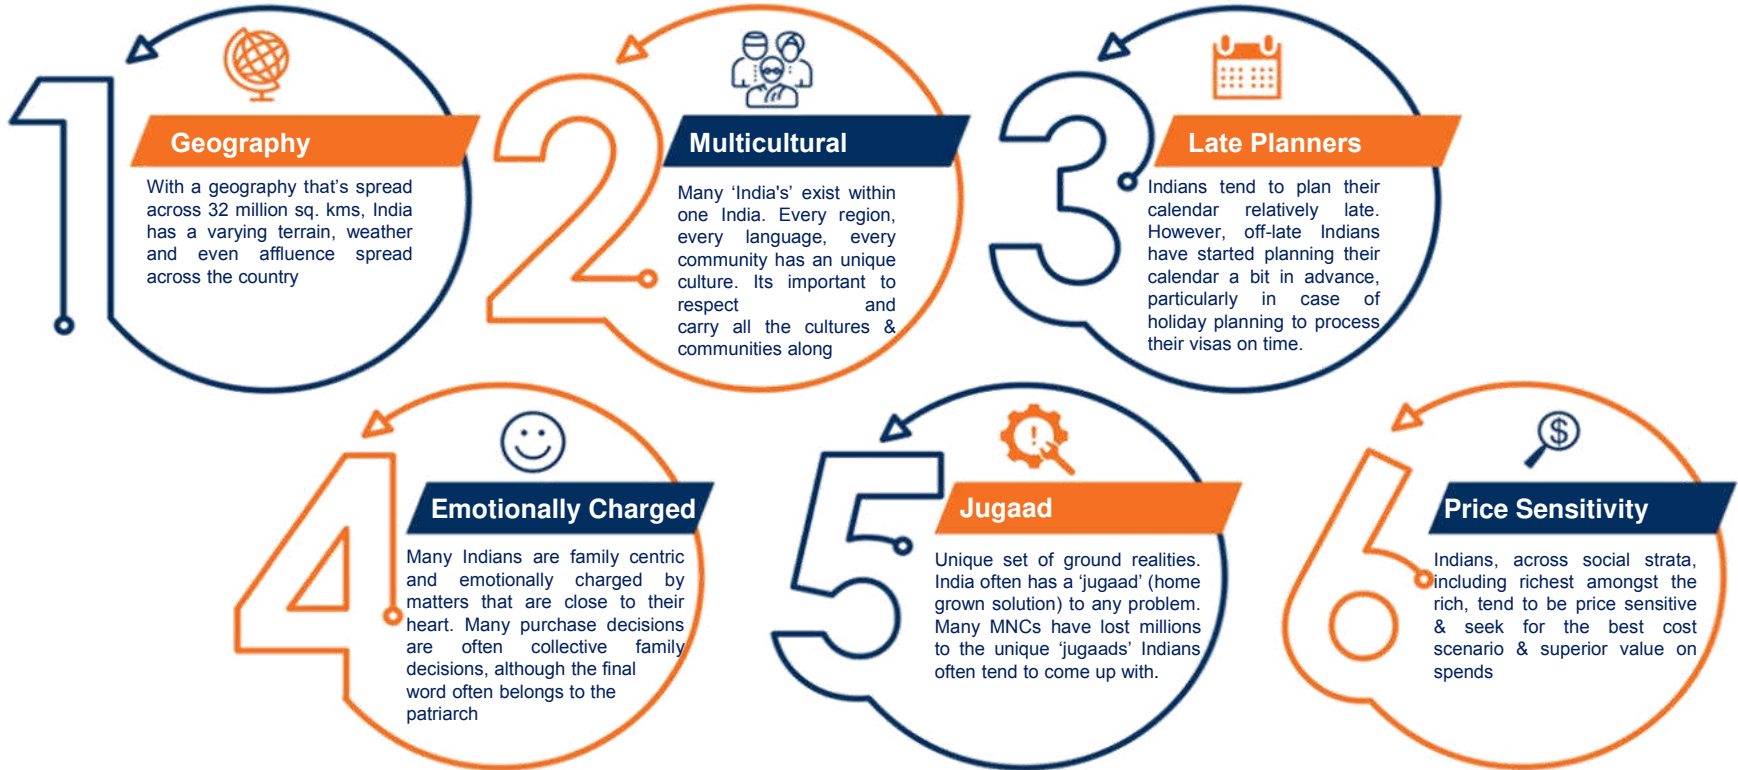 1
Geography
With a geography that’s spread
across 32 million sq. kms, India
has a varying terrain, weather
and even affluence spread
across the country
2
Multicultural
Many ‘India's’ exist within
one India. Every region,
every language, every
community has an unique
culture. Its important to
respect and
carry all the cultures &
communities along
3
Late Planners
Indians tend to plan their
calendar relatively late.
However, off-late Indians
have started planning their
calendar a bit in advance,
particularly in case of
holiday planning to process
their visas on time.
4
Emotionally Charged
Many Indians are family centric
and emotionally charged by
matters that are close to their
heart. Many purchase decisions
are often collective family
decisions, although the final
word often belongs to the
patriarch
5
!
Jugaad
Unique set of ground realities.
India often has a ‘jugaad’ (home
grown solution) to any problem.
Many MNCs have lost millions
to the unique ‘jugaads’ Indians
often tend to come up with.
6
$
Price Sensitivity
Indians, across social strata,
including richest amongst the
rich, tend to be price sensitive
& seek for the best cost
scenario & superior value on
spends